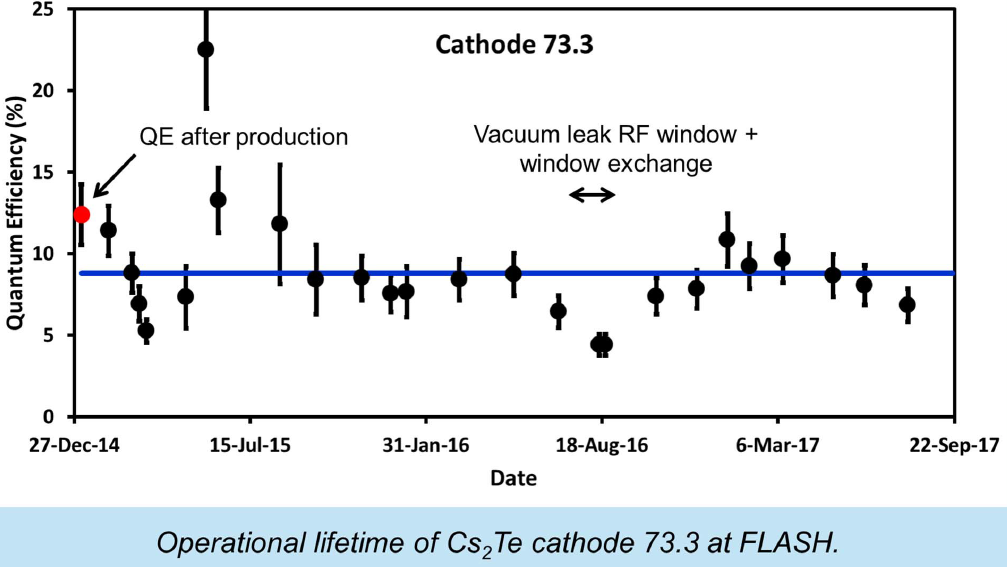 Cathode 73.3
Quantum Efficiency (%)
25
20
15
10
5
0
QE after production
Vacuum leak RF window +
window exchange
27-Dec-14
15-Jul-15
31-Jan-16
18-Aug-16
6-Mar-17
22-Sep-17
Date
Operational lifetime of Cs₂Te cathode 73.3 at FLASH.